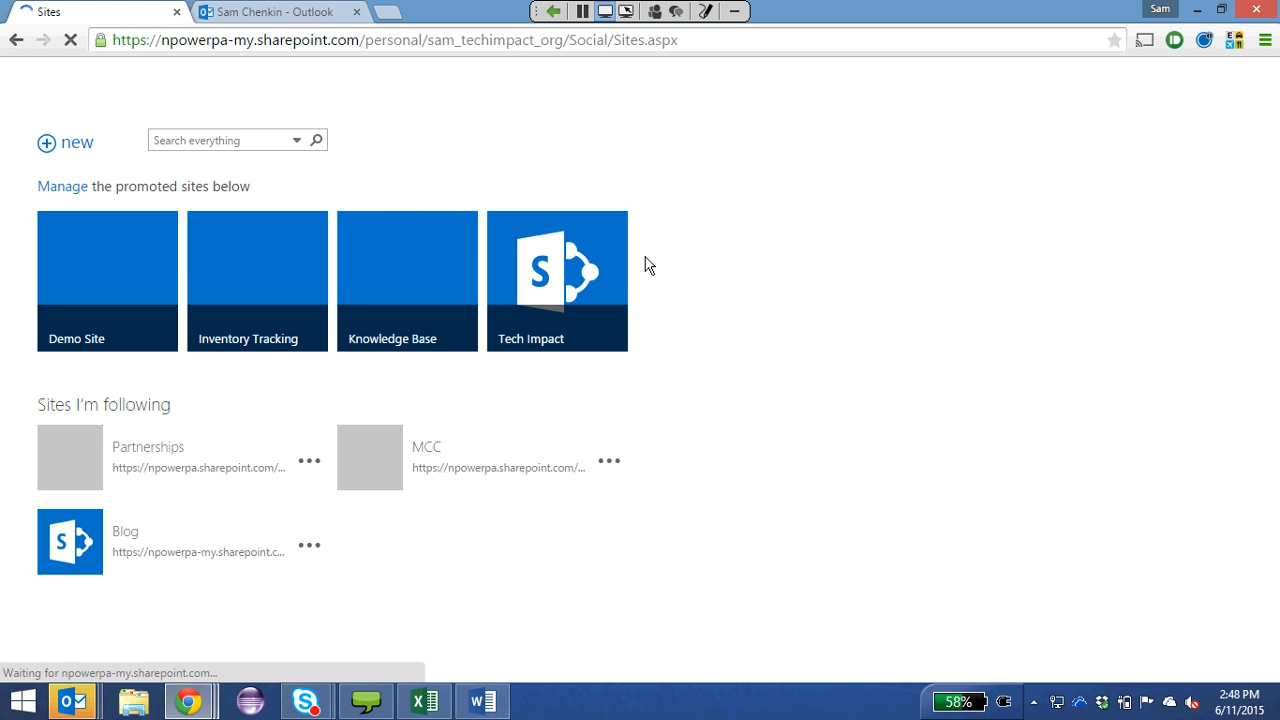 Sites
Sam Chenkin - Outlook
Sam
https://npowerpa-my.sharepoint.com/personal/sam_techimpact_org/Social/Sites.aspx
new
Search everything
Manage the promoted sites below
Demo Site
Inventory Tracking
Knowledge Base
S
Tech Impact
Sites I'm following
Partnerships
https://npowerpa.sharepoint.com/...
MCC
https://npowerpa.sharepoint.com/...
S
Blog
https://npowerpa-my.sharepoint.c...
Waiting for npowerpa-my.sharepoint.com...
58%
2:48 PM
6/11/2015